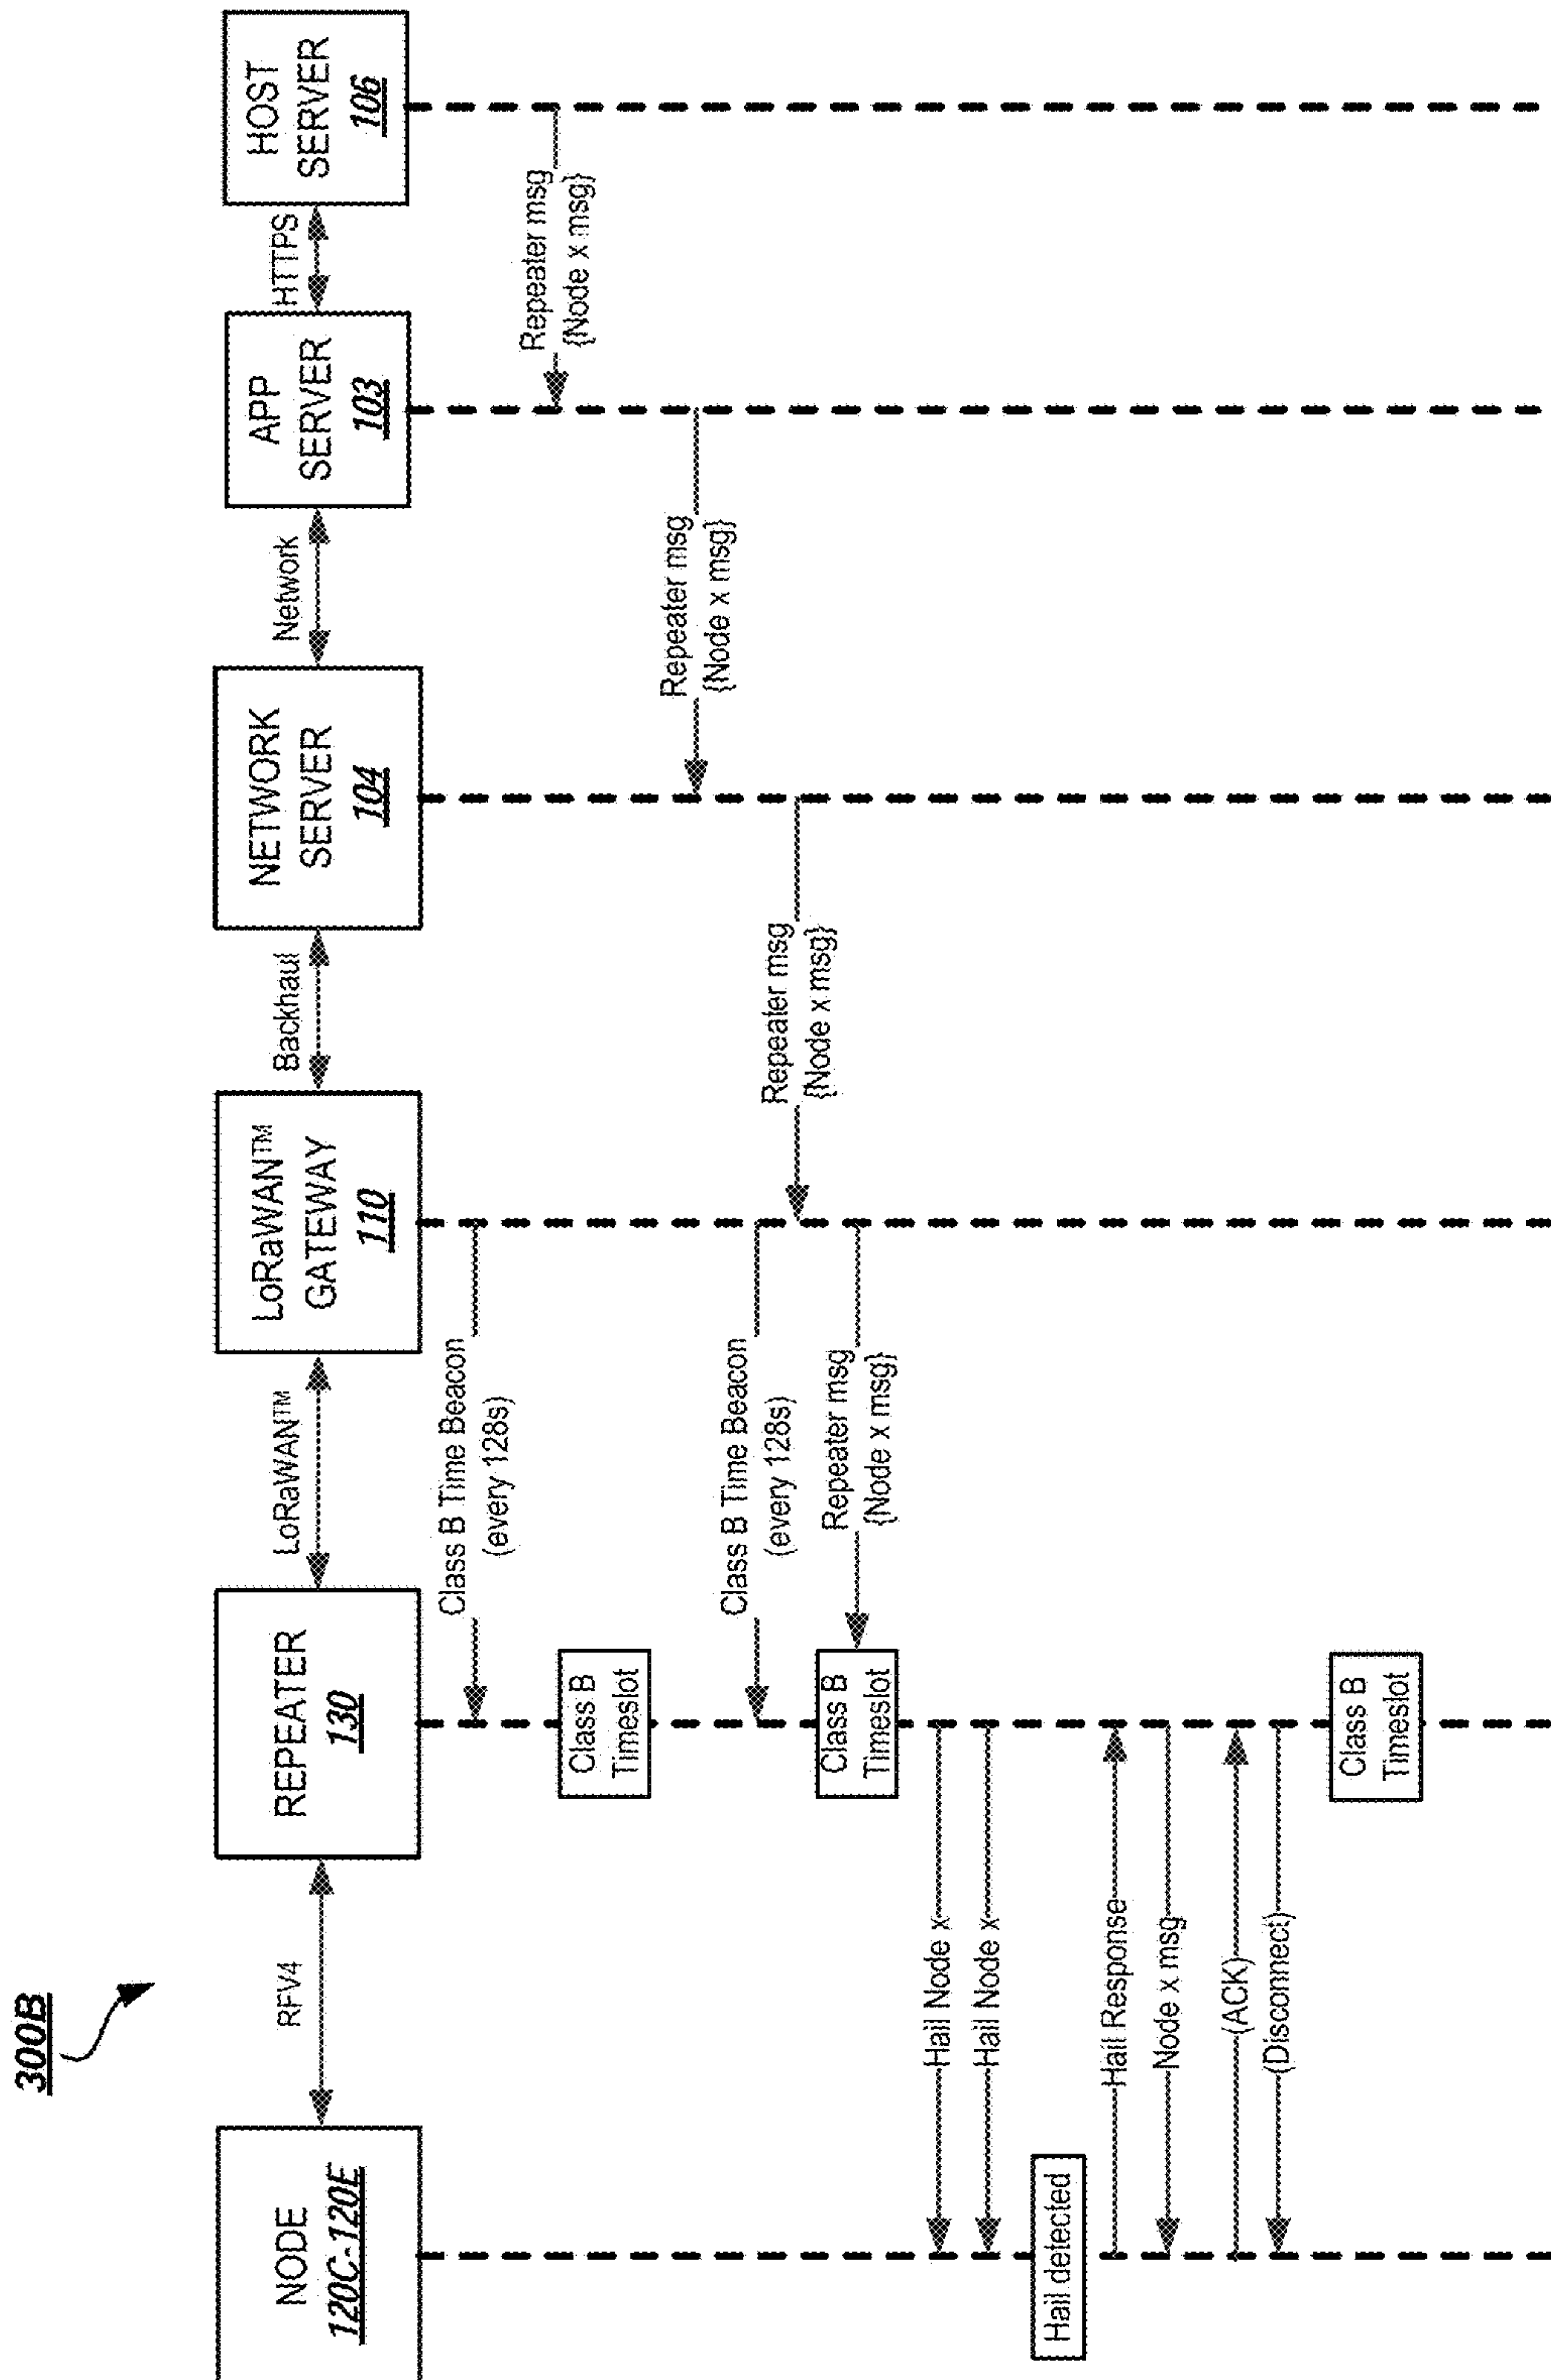 300B
NODE
120C-120E
RFV4
REPEATER
130
LoRaWAN™
LoRaWAN™
GATEWAY
110
Backhaul
NETWORK
SERVER
104
Network
APP
SERVER
103
HTTPS
HOST
SERVER
106
Class B Time Beacon
(every 128s)
Repeater msg
{Node x msg}
Class B
Timeslot
Repeater msg
{Node x msg}
Class B Time Beacon
(every 128s)
Repeater msg
{Node x msg}
Class B
Timeslot
Repeater msg
{Node x msg}
Hail Node x
Hail Node x
Hail detected
Hail Response
Node x msg
(ACK)
(Disconnect)
Class B
Timeslot